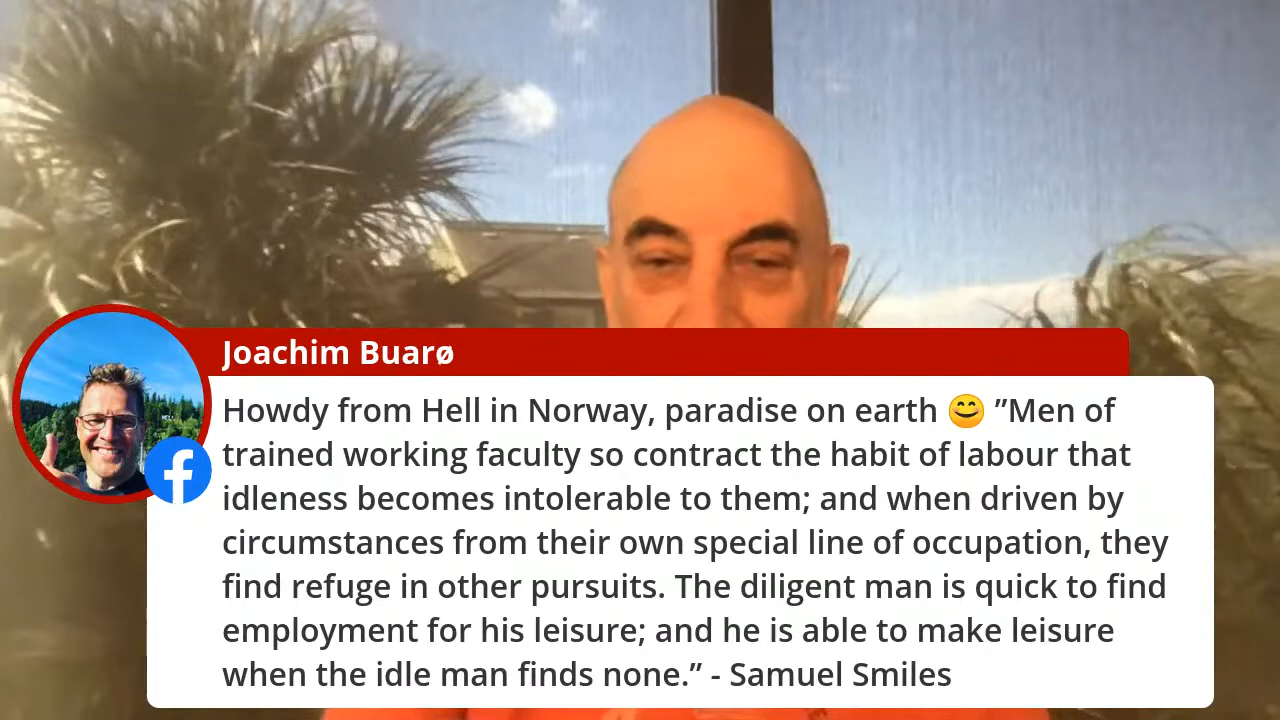 Joachim Buarø
Howdy from Hell in Norway, paradise on earth 😊 ”Men of
trained working faculty so contract the habit of labour that
idleness becomes intolerable to them; and when driven by
circumstances from their own special line of occupation, they
find refuge in other pursuits. The diligent man is quick to find
employment for his leisure; and he is able to make leisure
when the idle man finds none.” - Samuel Smiles